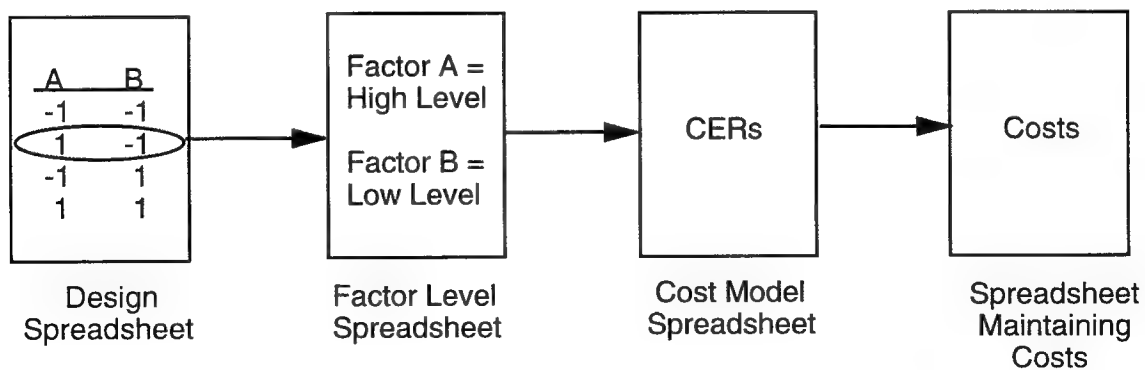 A B
-1 -1
1 -1
-1 1
1 1
Design
Spreadsheet
Factor A =
High Level
Factor B =
Low Level
Factor Level
Spreadsheet
CERs
Cost Model
Spreadsheet
Costs
Spreadsheet
Maintaining
Costs